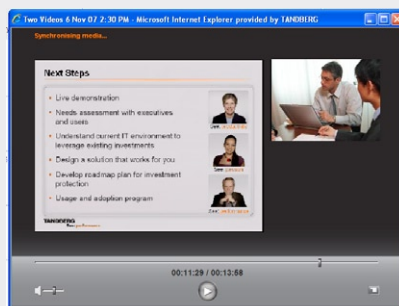 Two Videos 6 Nov 07 2:30 PM - Microsoft Internet Explorer provided by TANDBERG
Synchronising media...
Next Steps
• Live demonstration
• Needs assessment with executives
and users
• Understand current IT environment to
leverage existing investments
• Design a solution that works for you
• Develop roadmap plan for investment
protection
• Usage and adoption program
TANDBERG
00:11:29 / 00:13:58